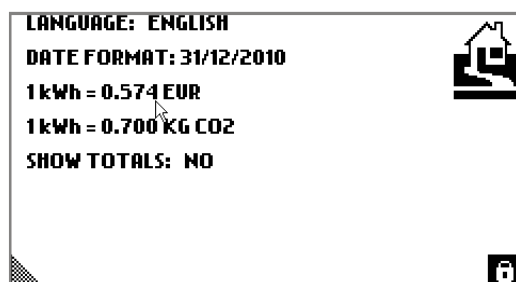 LANGUAGE: ENGLISH
DATE FORMAT: 31/12/2010
1 kWh = 0.574 EUR
1 kWh = 0.700 KG CO2
SHOW TOTALS: NO